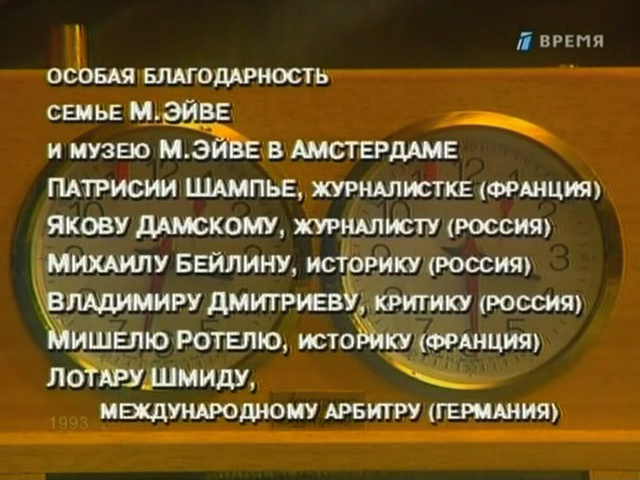 ВРЕМЯ
ОСОБАЯ БЛАГОДАРНОСТЬ
СЕМЬЕ М. ЭЙВЕ
И МУЗЕЮ М.ЭЙВЕ В АМСТЕРДАМЕ
ПАТРИСИИ ШАМПЬЕ, ЖУРНАЛИСТКЕ (ФРАНЦИЯ)
ЯКОВУ ДАМСКОМУ, ЖУРНАЛИСТУ (РОССИЯ)
МИХАИЛУ БЕЙЛИНУ, ИСТОРИКУ (РОССИЯ)
ВЛАДИМИРУ ДМИТРИЕВУ, КРИТИКУ (РОССИЯ)
МИШЕЛЮ РОТЕЛЮ, ИСТОРИКУ (ФРАНЦИЯ)
ЛОТАРУ ШМИДУ,
МЕЖДУНАРОДНОМУ АРБИТРУ (ГЕРМАНИЯ)
1993